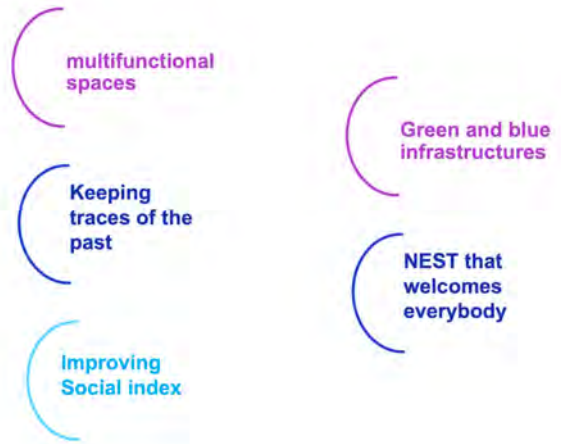 multifunctional
spaces
Keeping
traces of the
past
Improving
Social index
Green and blue
infrastructures
NEST that
welcomes
everybody